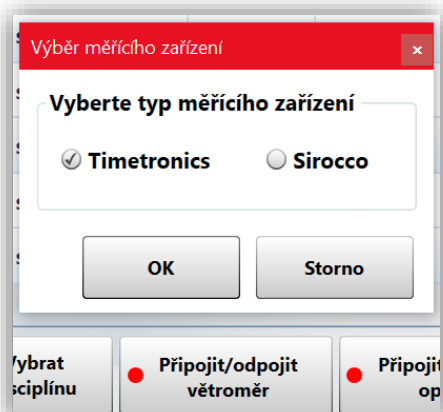 Výběr měřícího zařízení
Vyberte typ měřícího zařízení
Timetronics
Sirocco
OK
Storno
Připojit/odpojit
větroměr